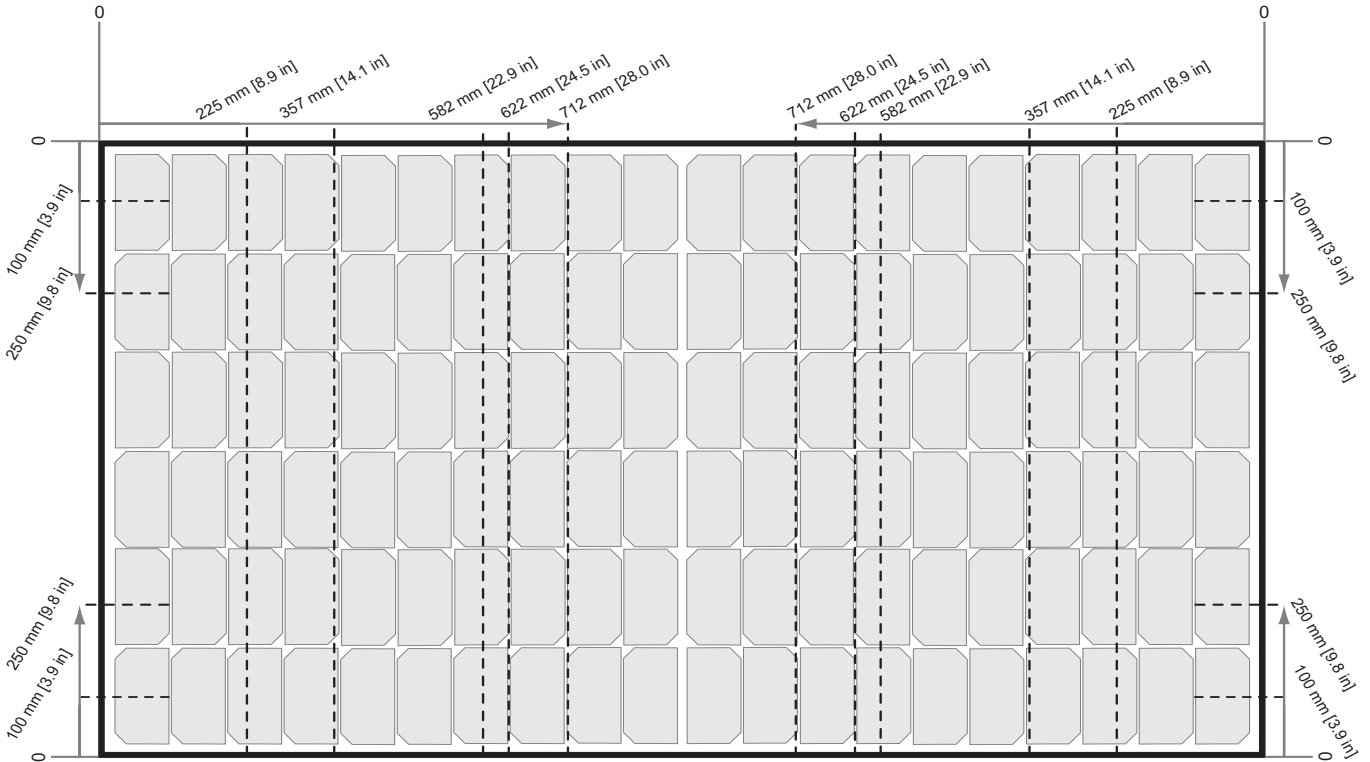 0
0
225 mm [8.9 in]
357 mm [14.1 in]
582 mm [22.9 in]
622 mm [24.5 in]
712 mm [28.0 in]
712 mm [28.0 in]
622 mm [24.5 in]
582 mm [22.9 in]
357 mm [14.1 in]
225 mm [8.9 in]
0
0
100 mm [3.9 in]
100 mm [3.9 in]
250 mm [9.8 in]
250 mm [9.8 in]
250 mm [9.8 in]
250 mm [9.8 in]
100 mm [3.9 in]
100 mm [3.9 in]
0
0